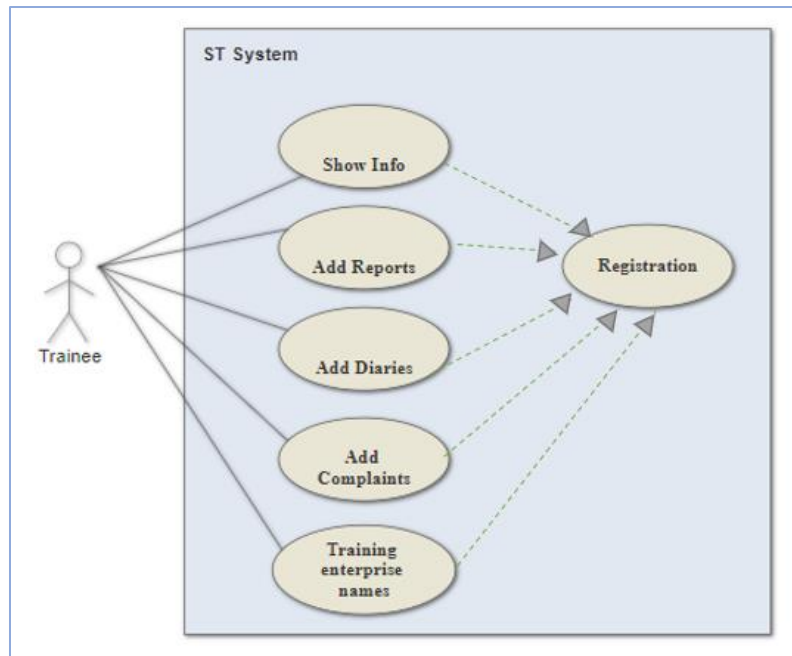 ST System
Show Info
Add Reports
Registration
Trainee
Add Diaries
Add
Complaints
Training
enterprise
names